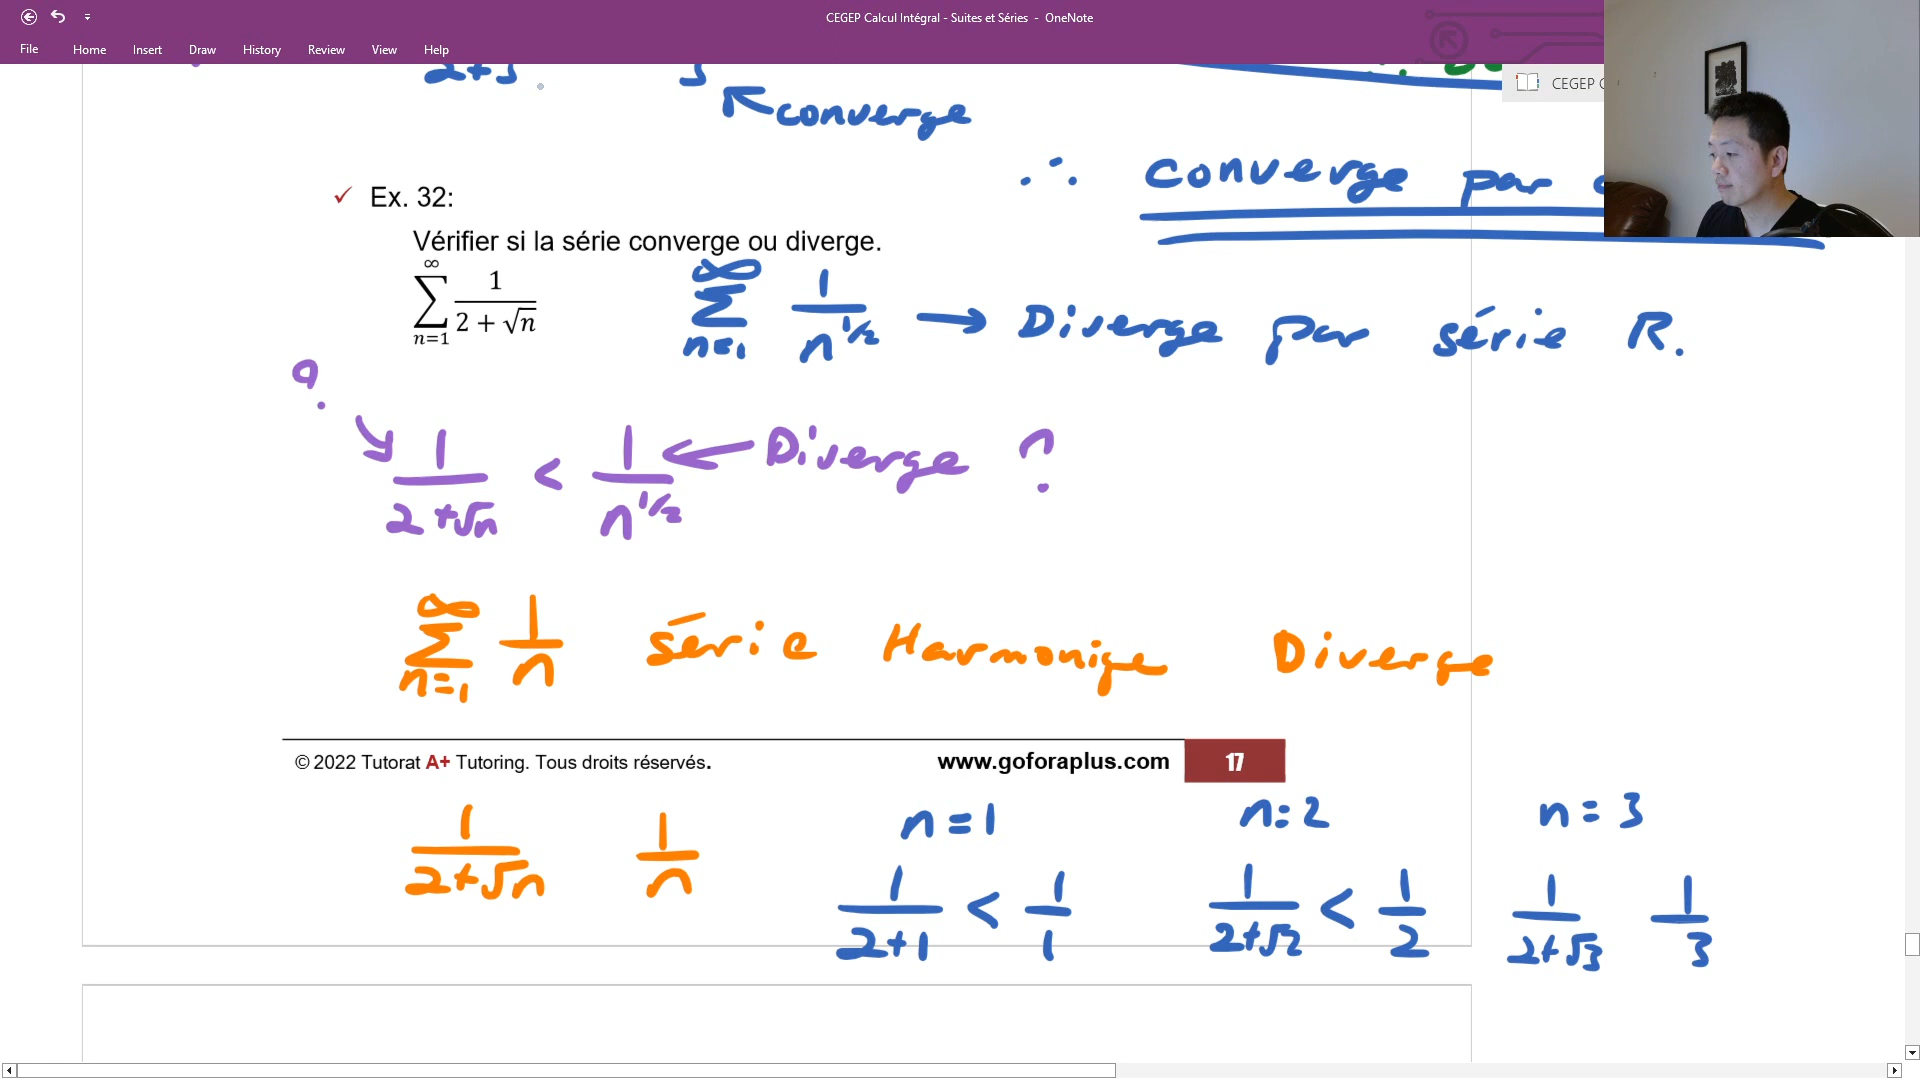 CEGEP Calcul Intégral - Suites et Séries - OneNote
File Home Insert Draw History Review View Help
CEGEP
converge
∴ converge par
✓ Ex. 32:
Vérifier si la série converge ou diverge.
∞ ∑ n=1 1/(2 + √n)
∞ ∑ n=1 1/n^1/2 → Diverge par série R.
?
1/(2+√n) < 1/n^1/2 ← Diverge ?
∞ ∑ n=1 1/n série Harmonique Diverge
© 2022 Tutorat A+ Tutoring. Tous droits réservés. www.goforaplus.com 17
n=1 n=2 n=3
1/(2+√n) 1/n 1/(2+1) < 1/1 1/(2+√2) < 1/2 1/(2+√3) 1/3